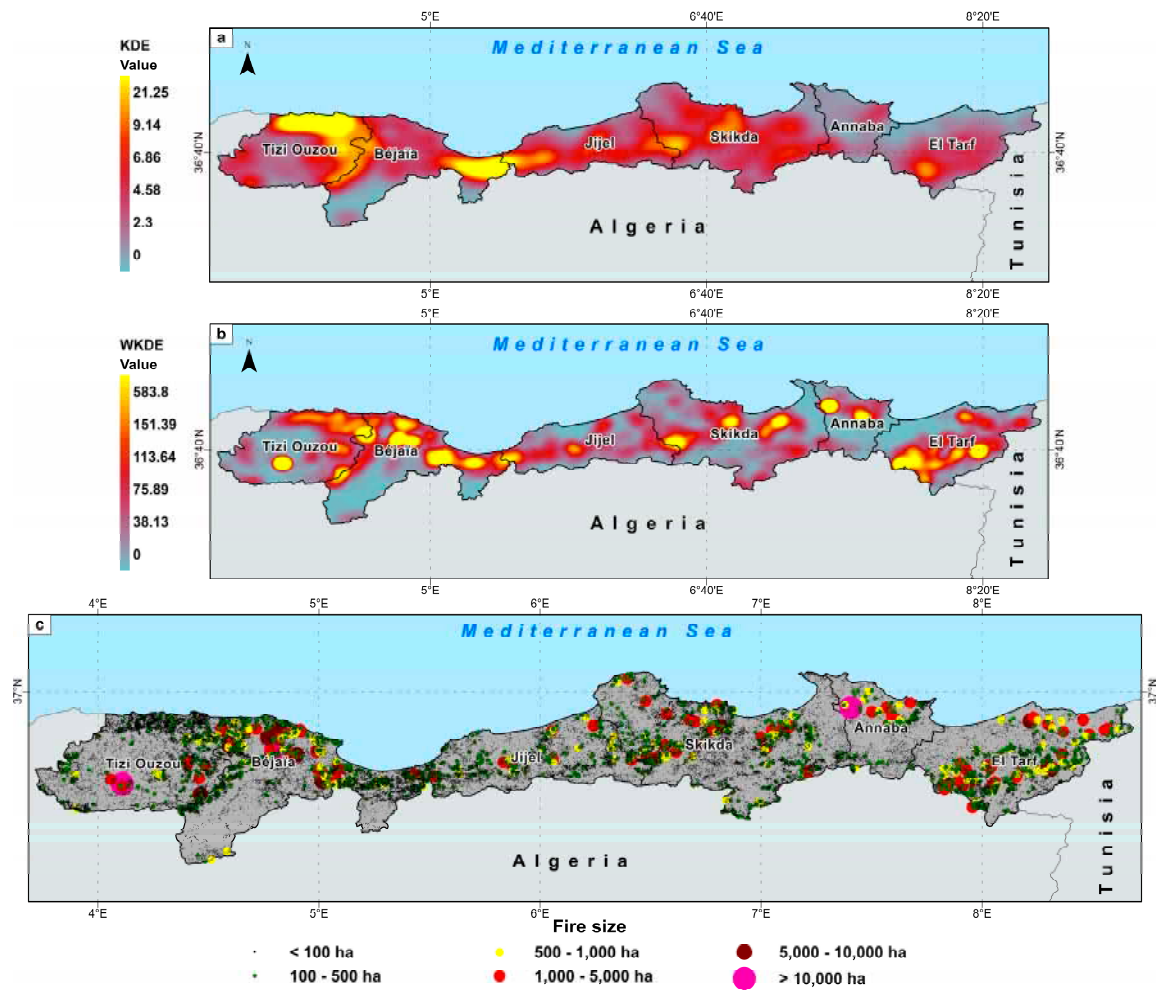 5°E 6°40'E 8°20'E
a
KDE
Value
21.25
9.14
6.86
4.58
2.3
0
N
Mediterranean Sea
36°40'N
36°40'N
Tizi Ouzou
Béjaïa
Jijel
Skikda
Annaba
El Tarf
Algeria
Tunisia
5°E 6°40'E 8°20'E
5°E 6°40'E 8°20'E
b
WKDE
Value
583.8
151.39
113.64
75.89
38.13
0
N
Mediterranean Sea
36°40'N
36°40'N
Tizi Ouzou
Béjaïa
Jijel
Skikda
Annaba
El Tarf
Algeria
Tunisia
5°E 6°40'E 8°20'E
4°E 5°E 6°E 7°E 8°E
c
Mediterranean Sea
37°N
37°N
Tizi Ouzou
Béjaïa
Jijel
Skikda
Annaba
El Tarf
Algeria
Tunisia
4°E 5°E 6°E 7°E 8°E
Fire size
< 100 ha
500 - 1,000 ha
5,000 - 10,000 ha
100 - 500 ha
1,000 - 5,000 ha
> 10,000 ha